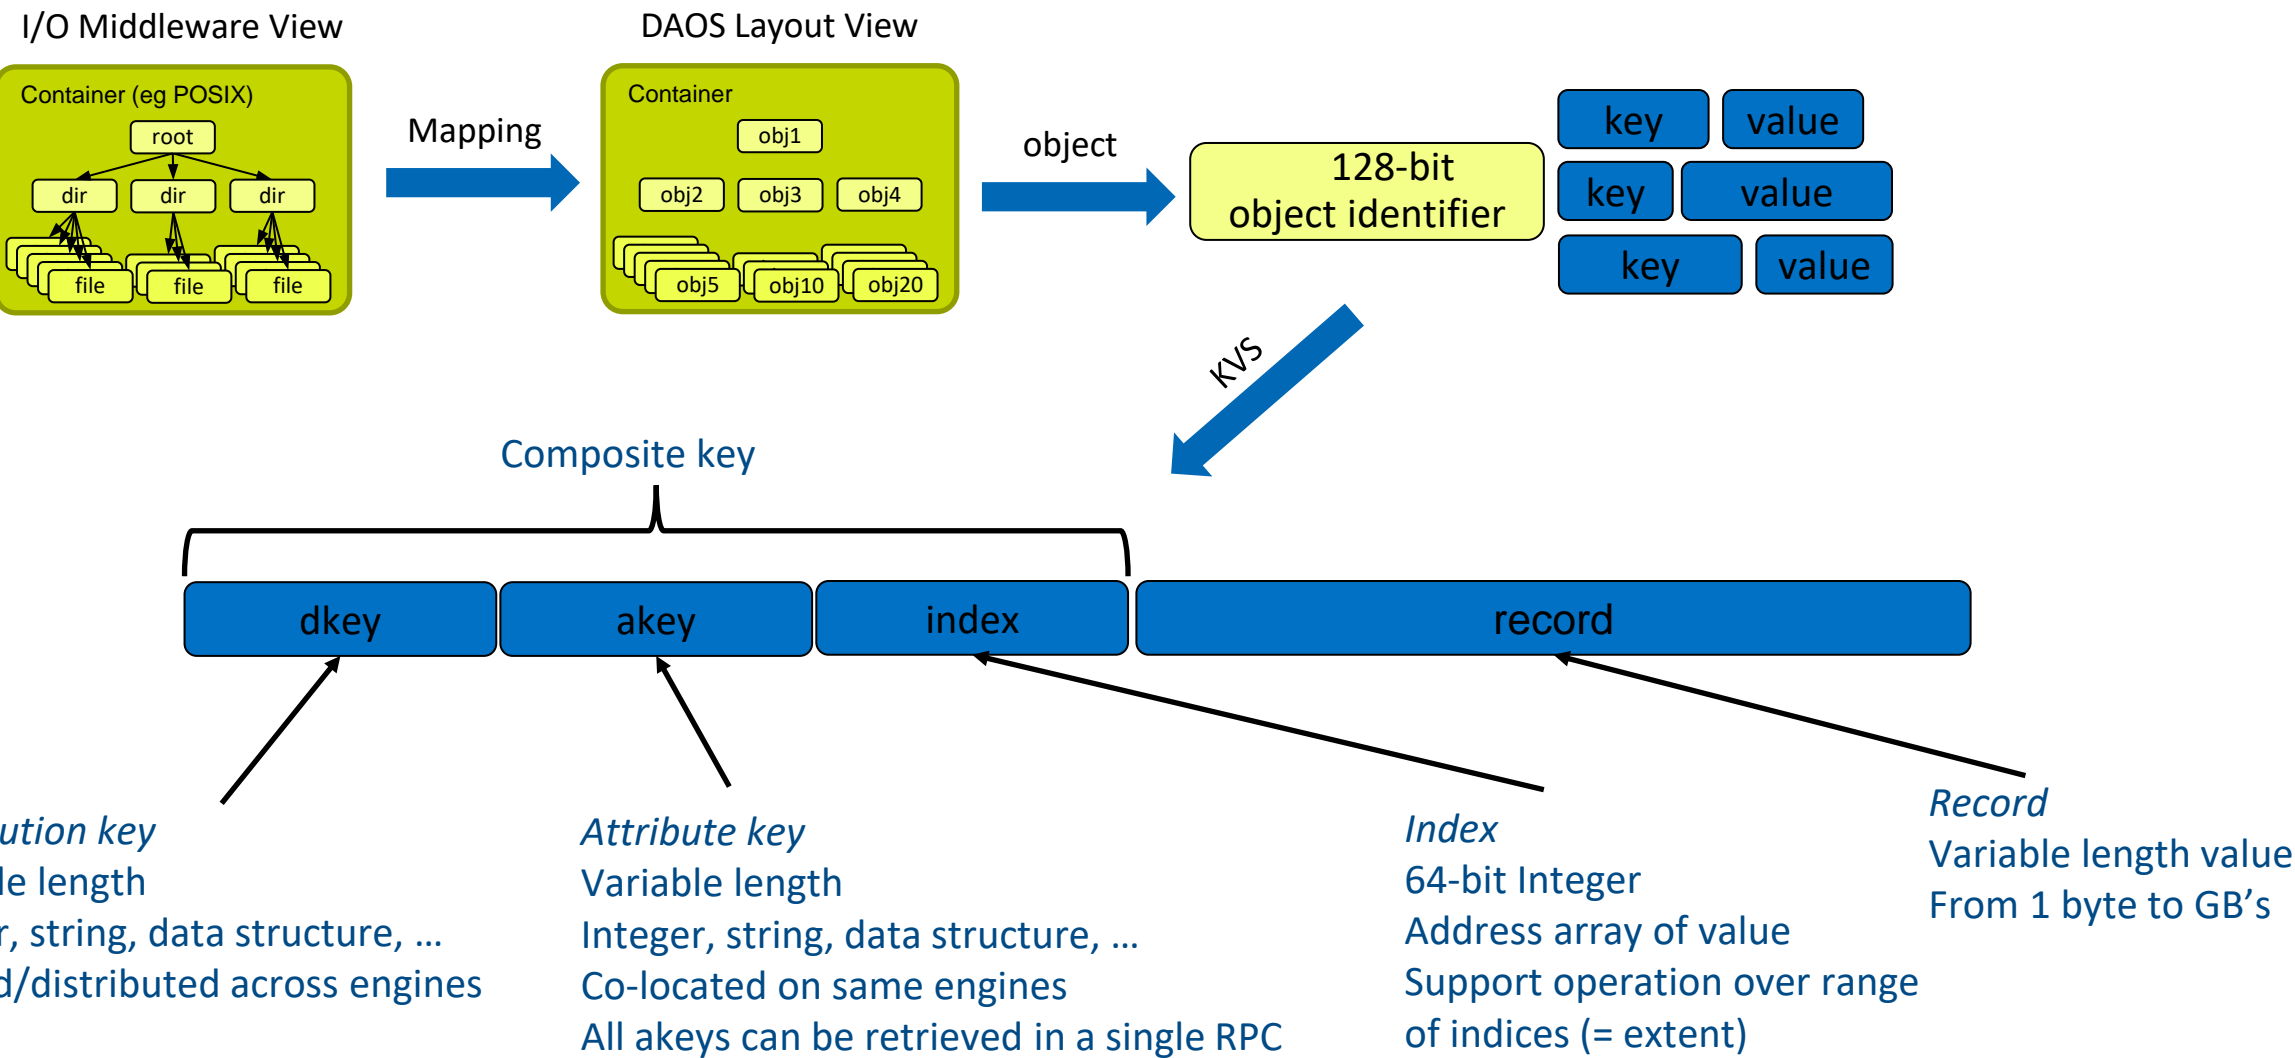 I/O Middleware View
DAOS Layout View
Container (eg POSIX)
root
dir dir dir
file file file
Mapping
Container
obj1
obj2 obj3 obj4
obj5 obj10 obj20
object
128-bit
object identifier
key value
key value
key value
KVS
Composite key
dkey akey index record
ution key
le length
r, string, data structure, ...
d/distributed across engines
Attribute key
Variable length
Integer, string, data structure, ...
Co-located on same engines
All akeys can be retrieved in a single RPC
Index
64-bit Integer
Address array of value
Support operation over range
of indices (= extent)
Record
Variable length value
From 1 byte to GB’s